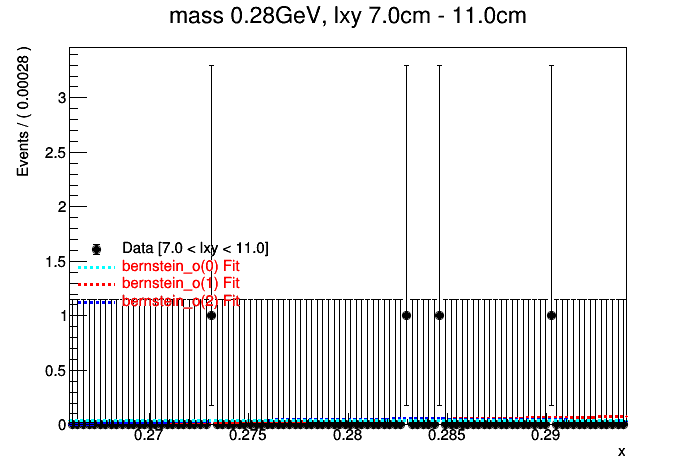 mass 0.28GeV, lxy 7.0cm - 11.0cm
Events / ( 0.00028 )
3
2.5
2
1.5
1
0.5
0
Data [7.0 < lxy < 11.0]
bernstein_o(0) Fit
bernstein_o(1) Fit
bernstein_o(2) Fit
0.27
0.275
0.28
0.285
0.29
x